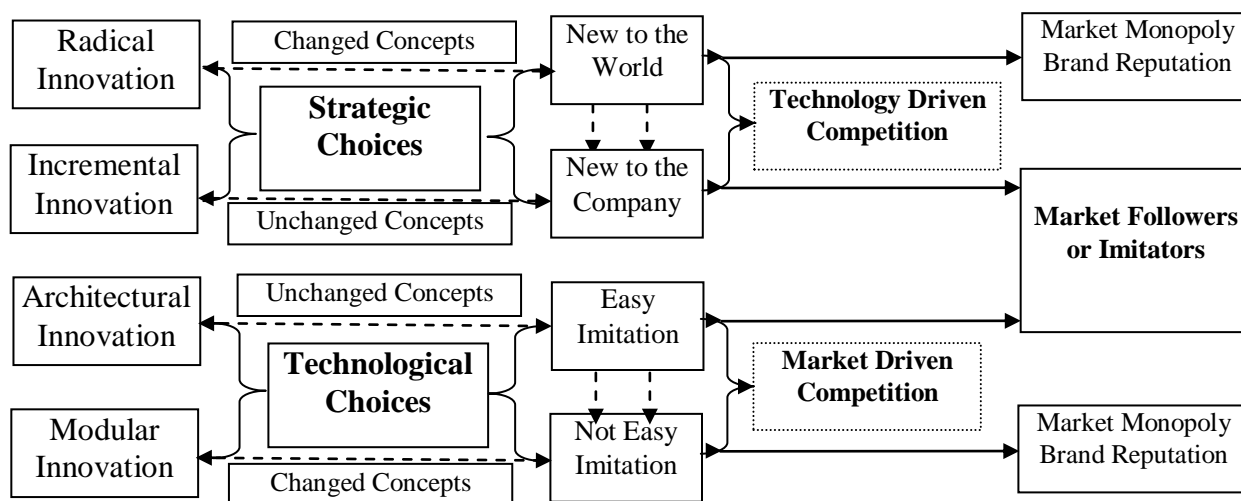 Radical
Innovation
Changed Concepts
New to the
World
Market Monopoly
Brand Reputation
Strategic
Choices
Technology Driven
Competition
Incremental
Innovation
Unchanged Concepts
New to the
Company
Market Followers
or Imitators
Architectural
Innovation
Unchanged Concepts
Easy
Imitation
Technological
Choices
Market Driven
Competition
Modular
Innovation
Changed Concepts
Not Easy
Imitation
Market Monopoly
Brand Reputation